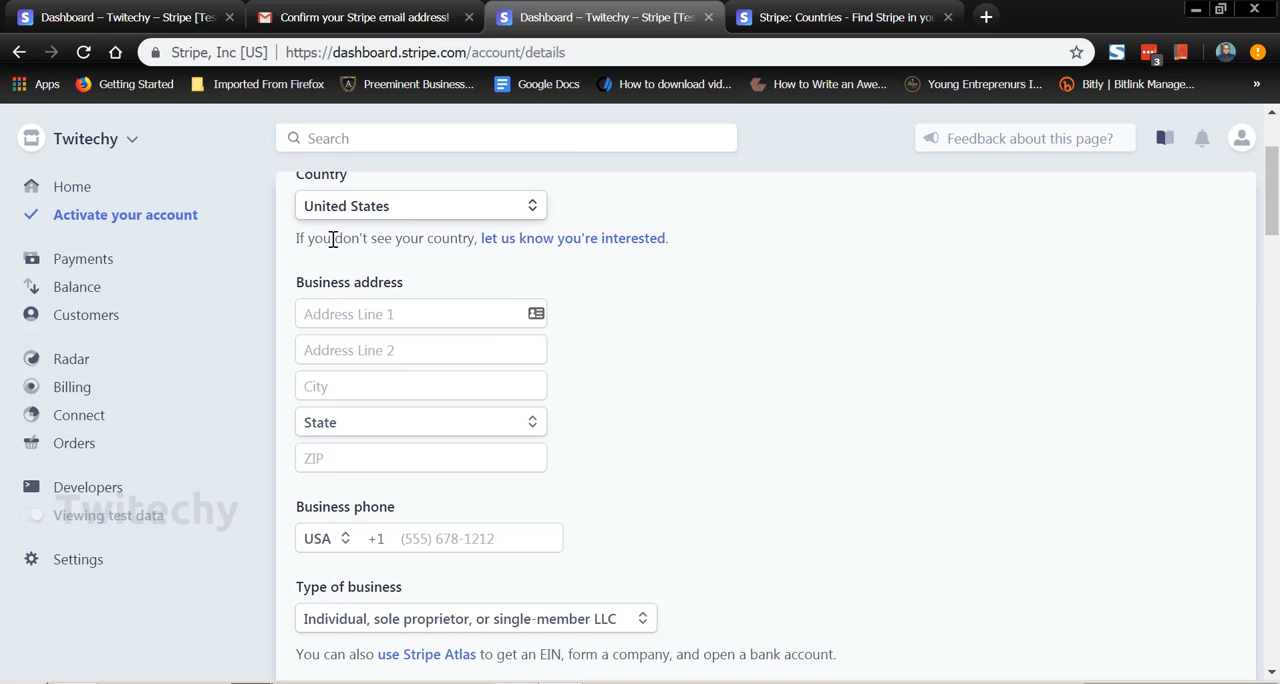 Dashboard – Twitechy – Stripe [Tes
Confirm your Stripe email address!
Dashboard – Twitechy – Stripe [Tes
Stripe: Countries - Find Stripe in yo
Stripe, Inc [US] | https://dashboard.stripe.com/account/details
3
Apps
Getting Started
Imported From Firefox
Preeminent Business...
Google Docs
How to download vid...
How to Write an Awe...
Young Entreprenurs I...
Bitly | Bitlink Manage...
»
Twitechy
Search
Feedback about this page?
Home
Activate your account
Payments
Balance
Customers
Radar
Billing
Connect
Orders
Developers
Viewing test data
Twitechy
Settings
Country
United States
If you don't see your country, let us know you're interested.
Business address
Address Line 1
Address Line 2
City
State
ZIP
Business phone
USA +1 (555) 678-1212
Type of business
Individual, sole proprietor, or single-member LLC
You can also use Stripe Atlas to get an EIN, form a company, and open a bank account.